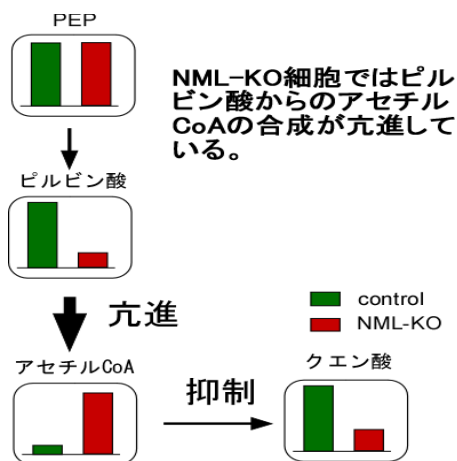 PEP
NML-KO細胞ではピル
ビン酸からのアセチル
CoAの合成が亢進して
いる。
ピルビン酸
亢進
control
NML-KO
アセチルCoA
抑制
クエン酸